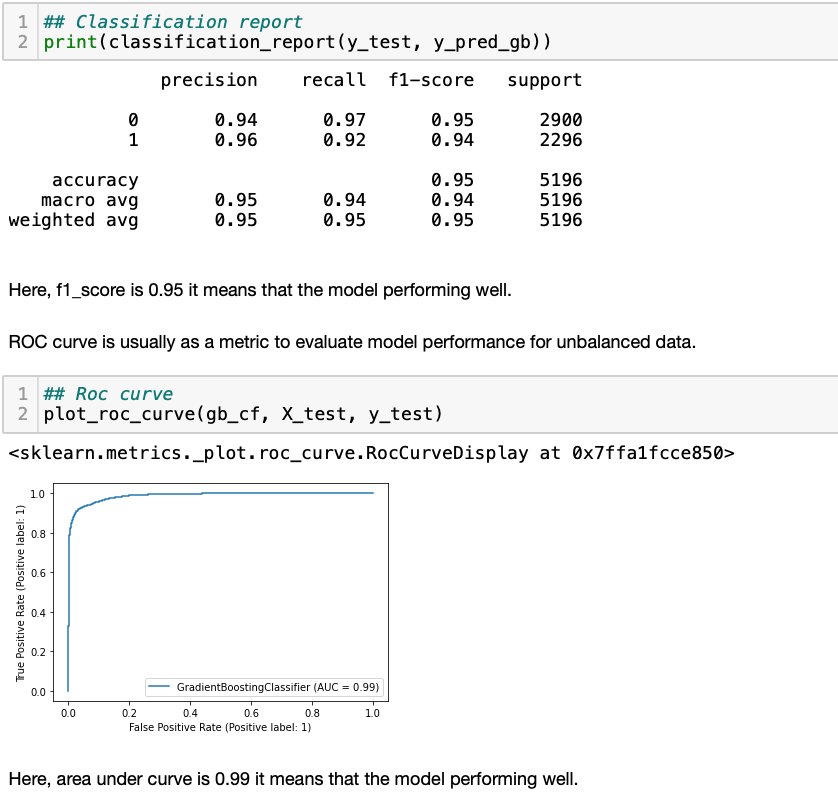 1 ## Classification report
2 print(classification_report(y_test, y_pred_gb))
precision recall f1-score support
0 0.94 0.97 0.95 2900
1 0.96 0.92 0.94 2296
accuracy 0.95 5196
macro avg 0.95 0.94 0.94 5196
weighted avg 0.95 0.95 0.95 5196
Here, f1_score is 0.95 it means that the model performing well.
ROC curve is usually as a metric to evaluate model performance for unbalanced data.
1 ## Roc curve
2 plot_roc_curve(gb_cf, X_test, y_test)
<sklearn.metrics._plot.roc_curve.RocCurveDisplay at 0x7ffa1fcce850>
True Positive Rate (Positive label: 1)
1.0
0.8
0.6
0.4
0.2
0.0
GradientBoostingClassifier (AUC = 0.99)
0.0 0.2 0.4 0.6 0.8 1.0
False Positive Rate (Positive label: 1)
Here, area under curve is 0.99 it means that the model performing well.